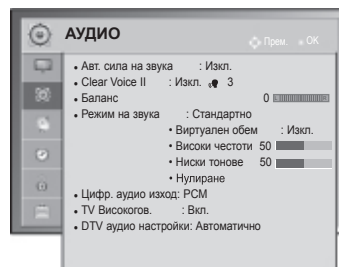 АУДИО
Прем. OK
• Авт. сила на звука : Изкл.
• Clear Voice II : Изкл. 3
• Баланс 0
• Режим на звука : Стандартно
• Виртуален обем : Изкл.
• Високи честоти 50
• Ниски тонове 50
• Нулиране
• Цифр. аудио изход: PCM
• TV Високогов. : Вкл.
• DTV аудио настройки: Автоматично